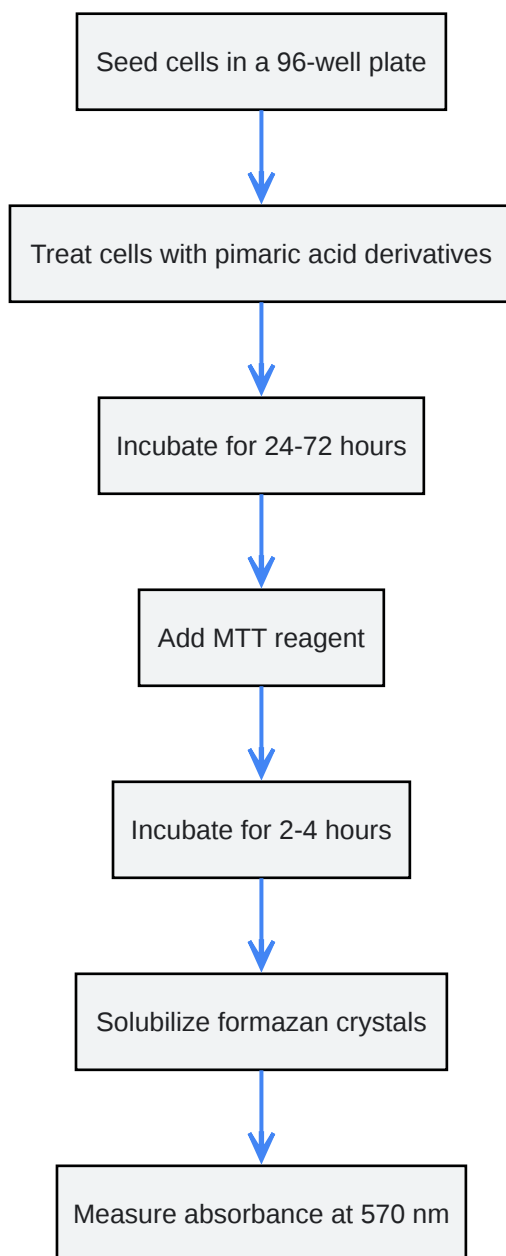 Seed cells in a 96-well plate
Treat cells with pimaric acid derivatives
Incubate for 24-72 hours
Add MTT reagent
Incubate for 2-4 hours
Solubilize formazan crystals
Measure absorbance at 570 nm